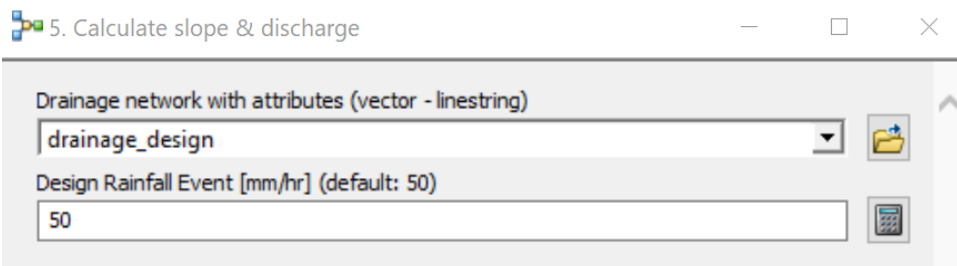 5. Calculate slope & discharge
Drainage network with attributes (vector - linestring)
drainage_design
Design Rainfall Event [mm/hr] (default: 50)
50